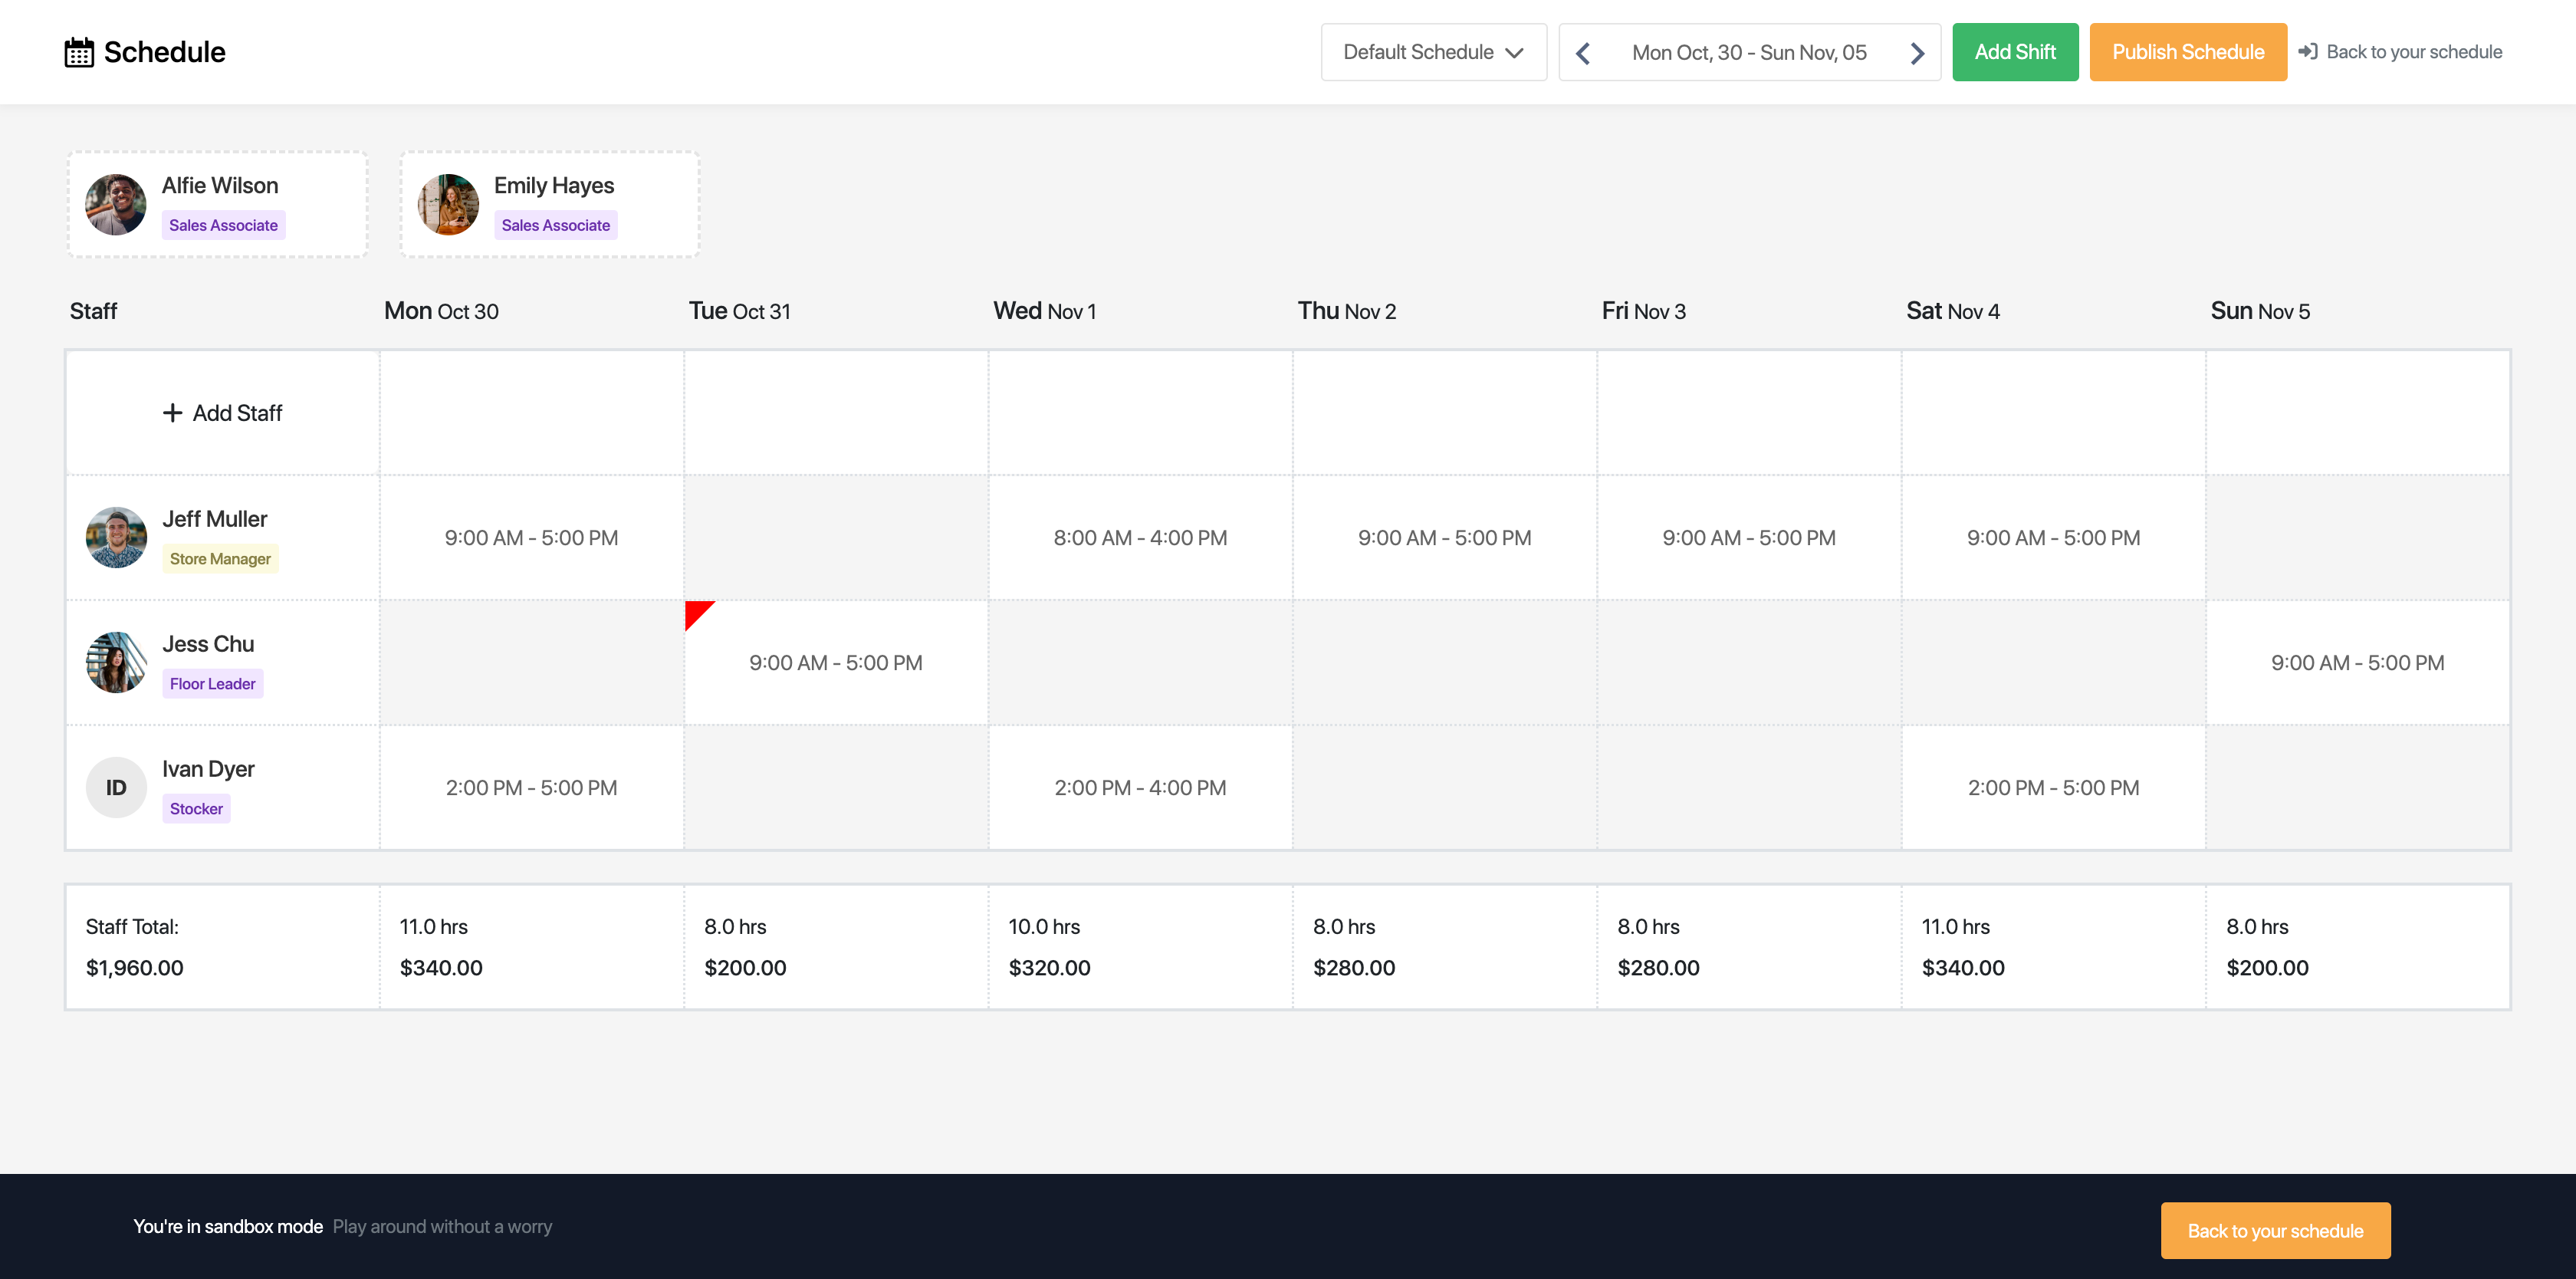 Schedule
Default Schedule
Mon Oct, 30 - Sun Nov, 05
Add Shift
Publish Schedule
Back to your schedule
Alfie Wilson
Sales Associate
Emily Hayes
Sales Associate
Staff
Mon Oct 30
Tue Oct 31
Wed Nov 1
Thu Nov 2
Fri Nov 3
Sat Nov 4
Sun Nov 5
Add Staff
Jeff Muller
Store Manager
9:00 AM - 5:00 PM
8:00 AM - 4:00 PM
9:00 AM - 5:00 PM
9:00 AM - 5:00 PM
9:00 AM - 5:00 PM
Jess Chu
Floor Leader
9:00 AM - 5:00 PM
9:00 AM - 5:00 PM
ID
Ivan Dyer
Stocker
2:00 PM - 5:00 PM
2:00 PM - 4:00 PM
2:00 PM - 5:00 PM
Staff Total:
$1,960.00
11.0 hrs
$340.00
8.0 hrs
$200.00
10.0 hrs
$320.00
8.0 hrs
$280.00
8.0 hrs
$280.00
11.0 hrs
$340.00
8.0 hrs
$200.00
You're in sandbox mode Play around without a worry
Back to your schedule